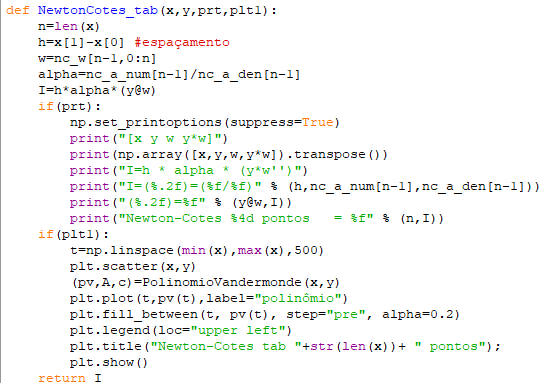 def NewtonCotes_tab(x,y,prt,plt1):
    n=len(x)
    h=x[1]-x[0] #espaçamento
    w=nc_w[n-1,0:n]
    alpha=nc_a_num[n-1]/nc_a_den[n-1]
    I=h*alpha*(y@w)
    if(prt):
        np.set_printoptions(suppress=True)
        print("[x y w y*w]")
        print(np.array([x,y,w,y*w]).transpose())
        print("I=h * alpha * (y*w'')")
        print("I=(%.2f)=(%f/%f)" % (h,nc_a_num[n-1],nc_a_den[n-1]))
        print("(%.2f)=%f" % (y@w,I))
        print("Newton-Cotes %4d pontos   = %f" % (n,I))
    if(plt1):
        t=np.linspace(min(x),max(x),500)
        plt.scatter(x,y)
        (pv,A,c)=PolinomioVandermonde(x,y)
        plt.plot(t,pv(t),label="polinômio")
        plt.fill_between(t, pv(t), step="pre", alpha=0.2)
        plt.legend(loc="upper left")
        plt.title("Newton-Cotes tab "+str(len(x))+ " pontos");
        plt.show()
    return I